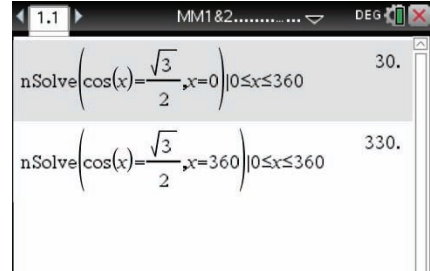 1.1 MM1&2........... ... DEG
nSolve(cos(x)=√3/2,x=0)|0≤x≤360 30.
nSolve(cos(x)=√3/2,x=360)|0≤x≤360 330.